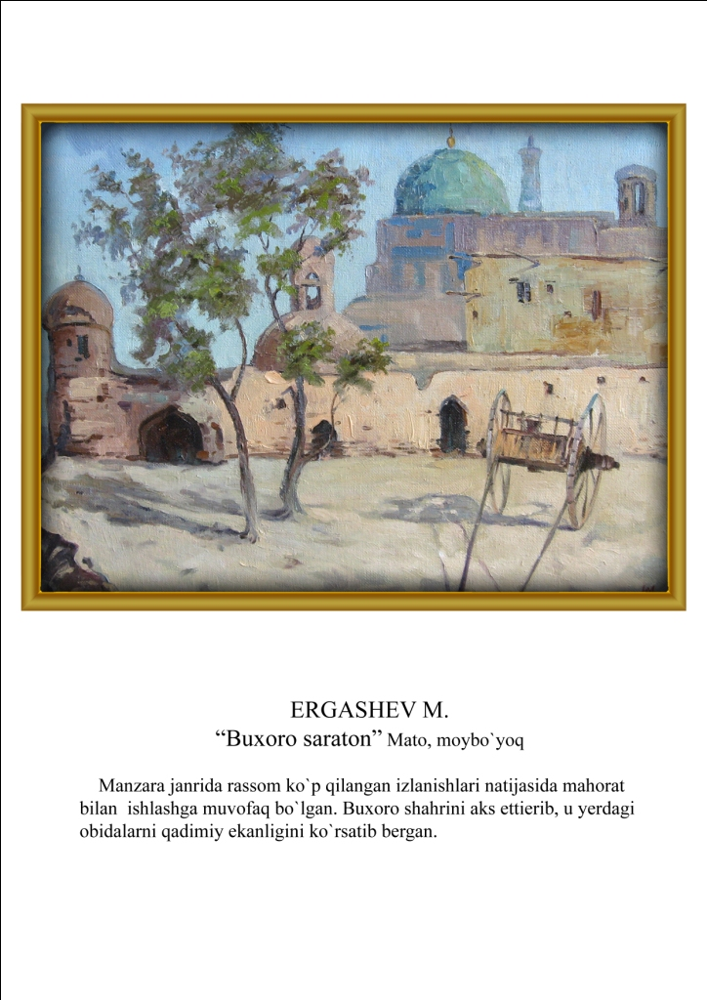 ERGASHEV M.
“Buxoro saraton” Mato, moybo`yoq
Manzara janrida rassom ko`p qilangan izlanishlari natijasida mahorat
bilan ishlashga muvofaq bo`lgan. Buxoro shahrini aks ettierib, u yerdagi
obidalarni qadimiy ekanligini ko`rsatib bergan.